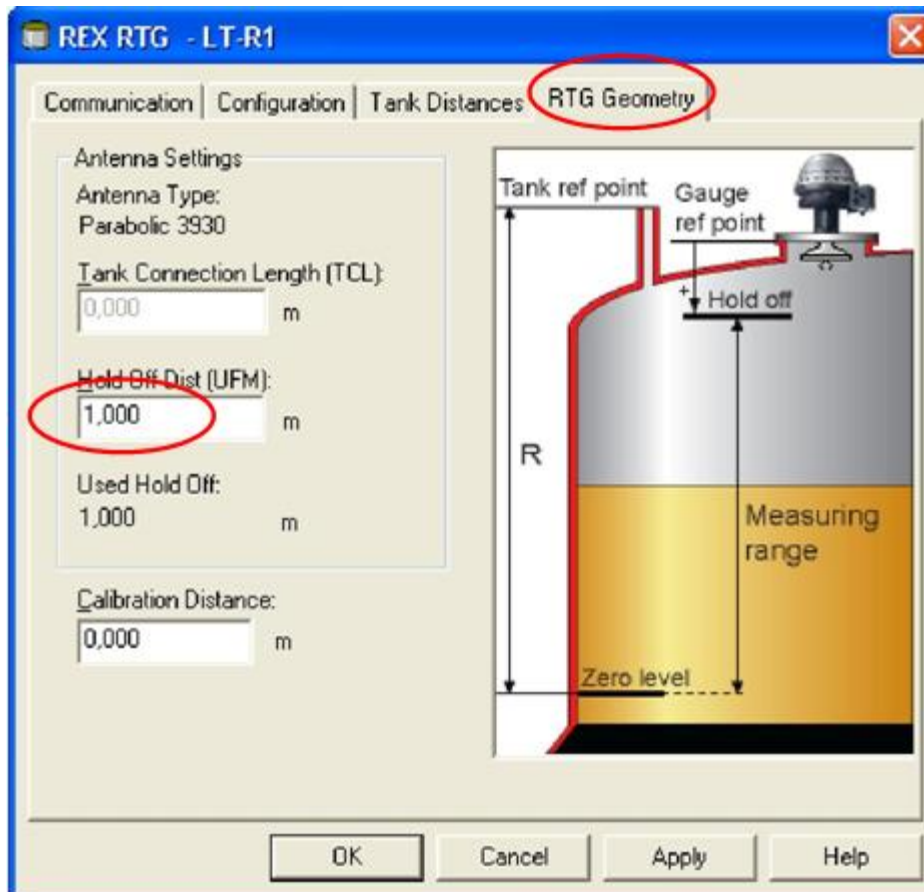 REX RTG - LT-R1
Communication
Configuration
Tank Distances
RTG Geometry
Antenna Settings
Antenna Type:
Parabolic 3930
Tank Connection Length (TCL):
0,000
m
Hold Off Dist (UFM):
1,000
m
Used Hold Off:
1,000
m
Calibration Distance:
0,000
m
Tank ref point
Gauge
ref point
+
Hold off
R
Measuring
range
Zero level
OK
Cancel
Apply
Help